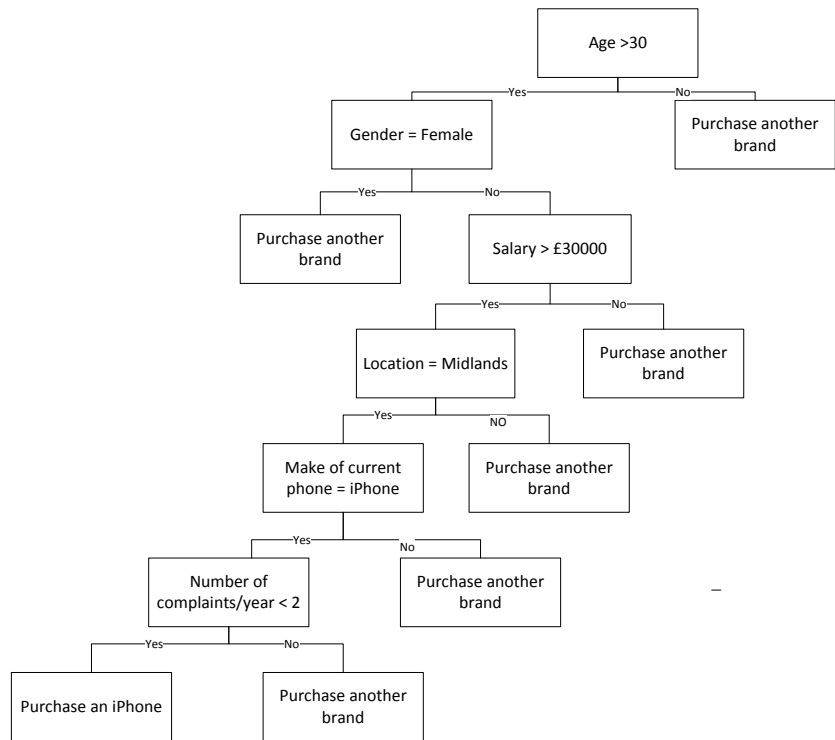 Age >30
Yes
No
Gender = Female
Purchase another
brand
Yes
No
Purchase another
brand
Salary > £30000
Yes
No
Location = Midlands
Purchase another
brand
Yes
NO
Make of current
phone = iPhone
Purchase another
brand
Yes
No
Number of
complaints/year < 2
Purchase another
brand
–
Yes
No
Purchase an iPhone
Purchase another
brand